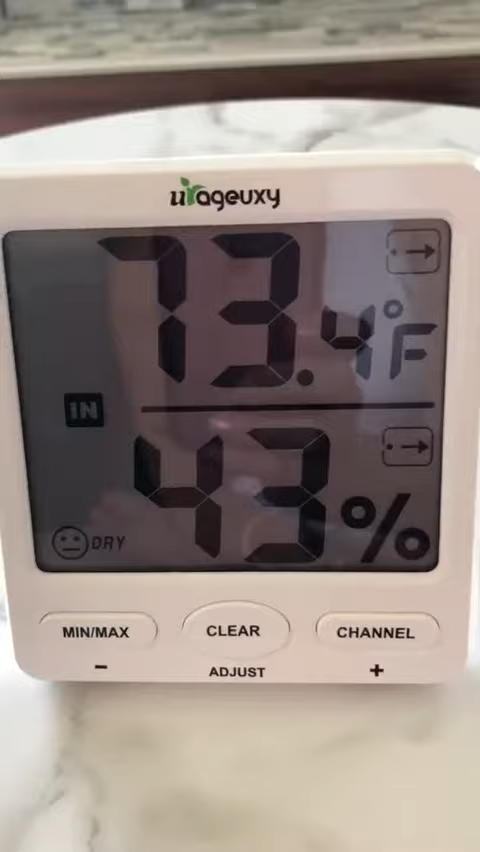 urageuxy
73.4°F
IN
43%
DRY
MIN/MAX CLEAR CHANNEL
- ADJUST +